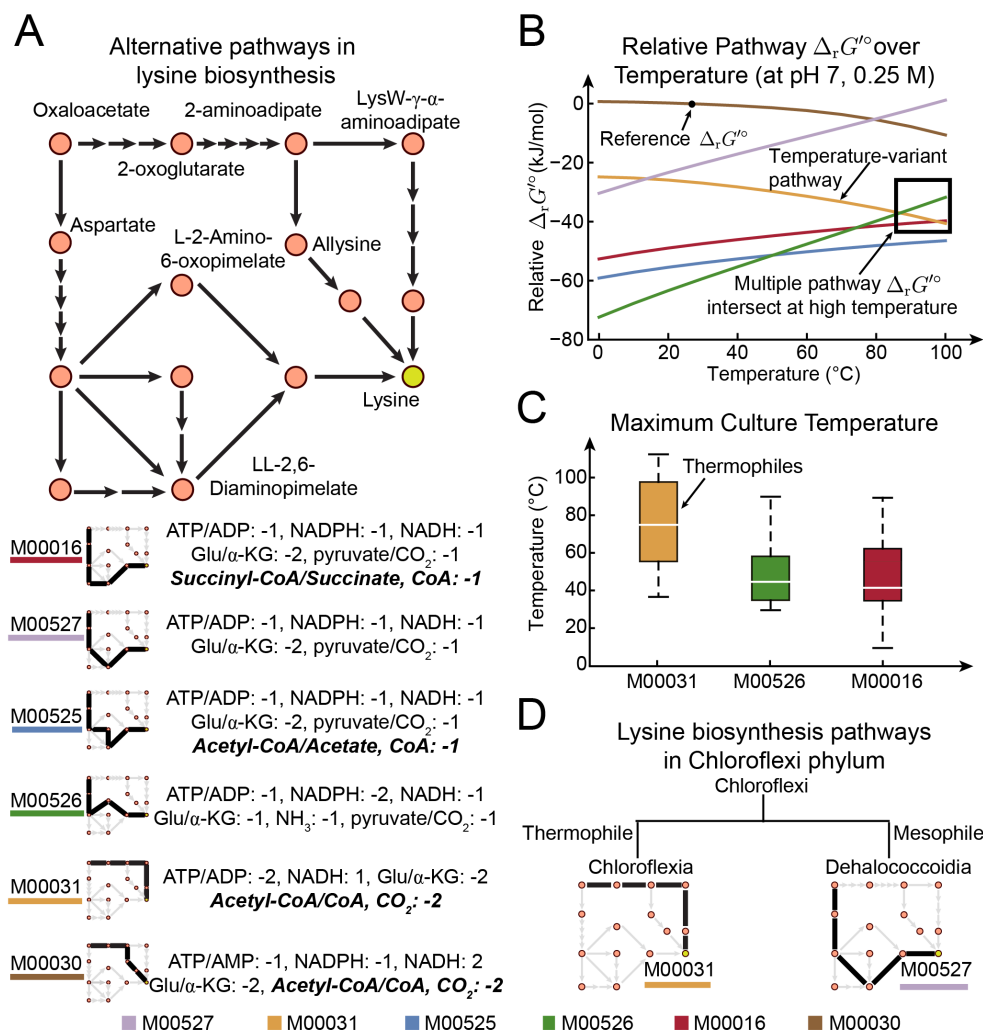 A
Alternative pathways in
lysine biosynthesis
Oxaloacetate
2-aminoadipate
LysW-γ-α-
aminoadipate
2-oxoglutarate
Aspartate
L-2-Amino-
6-oxopimelate
Allysine
Lysine
LL-2,6-
Diaminopimelate
M00016
ATP/ADP: -1, NADPH: -1, NADH: -1
Glu/α-KG: -2, pyruvate/CO₂: -1
Succinyl-CoA/Succinate, CoA: -1
M00527
ATP/ADP: -1, NADPH: -1, NADH: -1
Glu/α-KG: -2, pyruvate/CO₂: -1
M00525
ATP/ADP: -1, NADPH: -1, NADH: -1
Glu/α-KG: -2, pyruvate/CO₂: -1
Acetyl-CoA/Acetate, CoA: -1
M00526
ATP/ADP: -1, NADPH: -2, NADH: -1
Glu/α-KG: -1, NH₃: -1, pyruvate/CO₂: -1
M00031
ATP/ADP: -2, NADH: 1, Glu/α-KG: -2
Acetyl-CoA/CoA, CO₂: -2
M00030
ATP/AMP: -1, NADPH: -1, NADH: 2
Glu/α-KG: -2, Acetyl-CoA/CoA, CO₂: -2
B
Relative Pathway ΔᵣG′° over
Temperature (at pH 7, 0.25 M)
Relative ΔᵣG′° (kJ/mol)
0
−20
−40
−60
−80
Reference ΔᵣG′°
Temperature-variant
pathway
Multiple pathway ΔᵣG′°
intersect at high temperature
0 20 40 60 80 100
Temperature (°C)
C
Maximum Culture Temperature
Temperature (°C)
100
80
60
40
20
0
Thermophiles
M00031 M00526 M00016
D
Lysine biosynthesis pathways
in Chloroflexi phylum
Chloroflexi
Thermophile
Mesophile
Chloroflexia
Dehalococcoidia
M00031
M00527
M00527 M00031 M00525 M00526 M00016 M00030